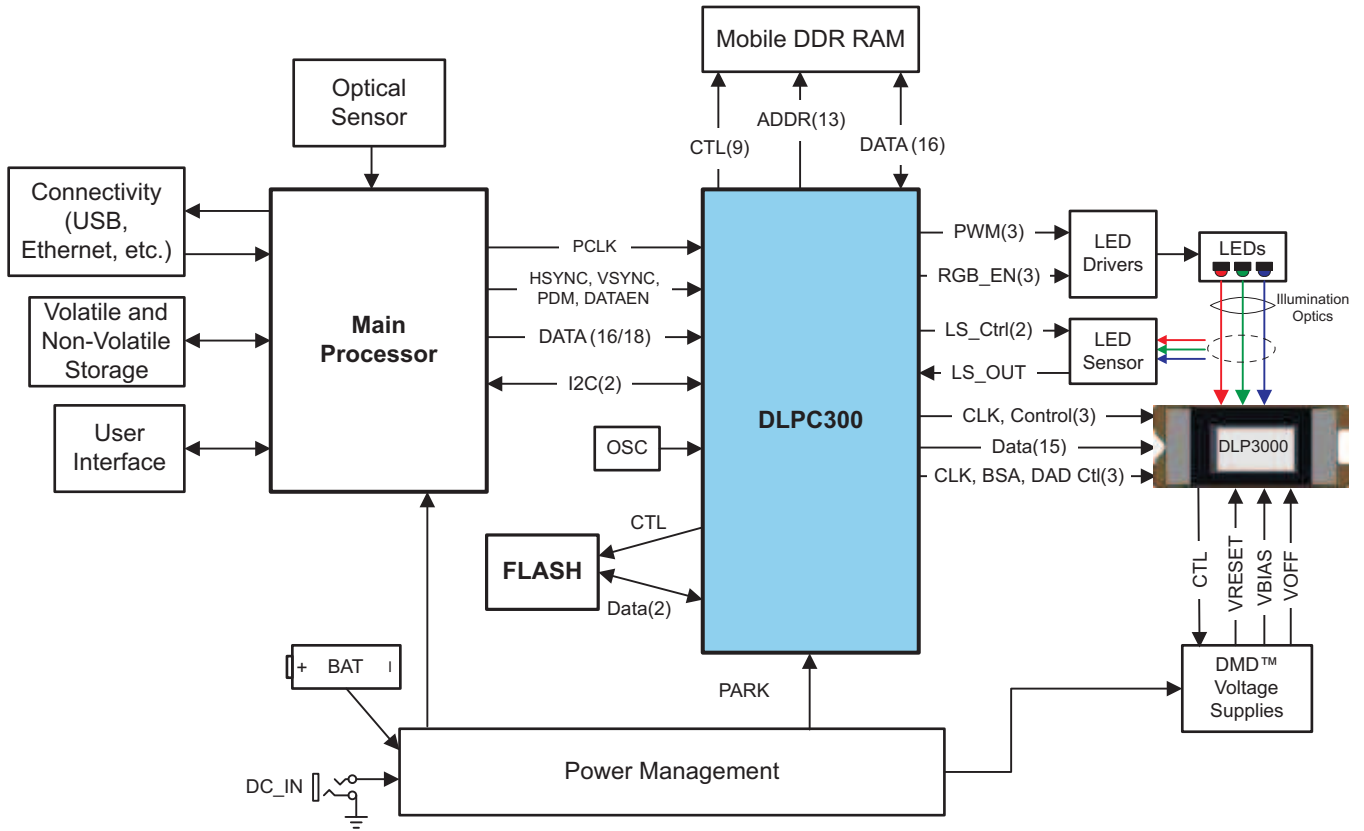 Mobile DDR RAM
Optical
Sensor
CTL(9)
ADDR(13)
DATA (16)
Connectivity
(USB,
Ethernet, etc.)
Volatile and
Non-Volatile
Storage
User
Interface
Main
Processor
PCLK
HSYNC, VSYNC,
PDM, DATAEN
DATA (16/18)
I2C(2)
OSC
CTL
FLASH
Data(2)
DLPC300
PWM(3)
RGB_EN(3)
LS_Ctrl(2)
LS_OUT
CLK, Control(3)
Data(15)
CLK, BSA, DAD Ctl(3)
LED
Drivers
LEDs
Illumination
Optics
LED
Sensor
DLP3000
CTL
VRESET
VBIAS
VOFF
DMD™
Voltage
Supplies
+ BAT –
PARK
DC_IN
Power Management